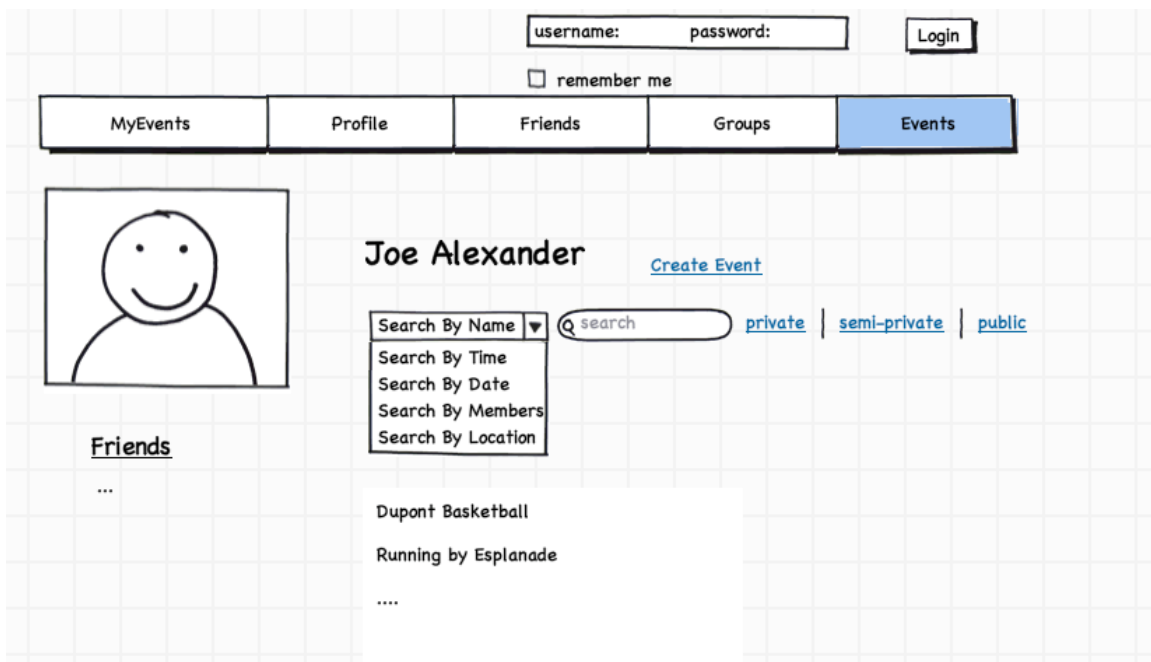 username: password: Login
remember me
MyEvents Profile Friends Groups Events
Joe Alexander
Create Event
Search By Name search private semi-private public
Search By Time
Search By Date
Search By Members
Search By Location
Friends
...
Dupont Basketball
Running by Esplanade
....